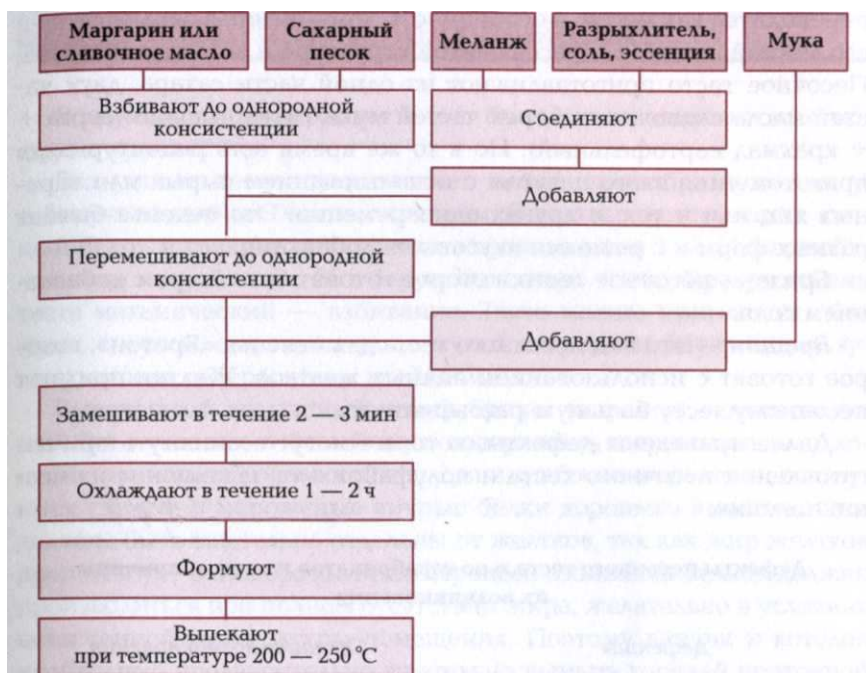 Маргарин или
сливочное масло
Сахарный
песок
Меланж
Разрыхлитель,
соль, эссенция
Мука
Взбивают до однородной
консистенции
Соединяют
Добавляют
Перемешивают до однородной
консистенции
Добавляют
Замешивают в течение 2 — 3 мин
Охлаждают в течение 1 — 2 ч
Формуют
Выпекают
при температуре 200 — 250 °С